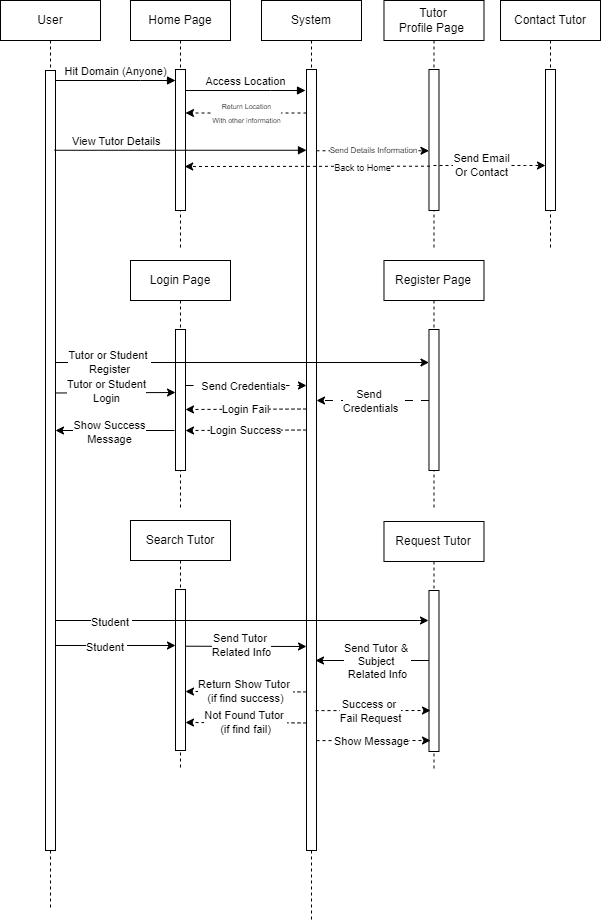 User
Home Page
System
Tutor
Profile Page
Contact Tutor
Hit Domain (Anyone)
Access Location
Return Location
With other information
View Tutor Details
Send Details Information
Back to Home
Send Email
Or Contact
Login Page
Register Page
Tutor or Student
Register
Tutor or Student
Login
Send Credentials
Send
Credentials
Login Fail
Show Success
Message
Login Success
Search Tutor
Request Tutor
Student
Student
Send Tutor
Related Info
Send Tutor &
Subject
Related Info
Return Show Tutor
(if find success)
Success or
Fail Request
Not Found Tutor
(if find fail)
Show Message